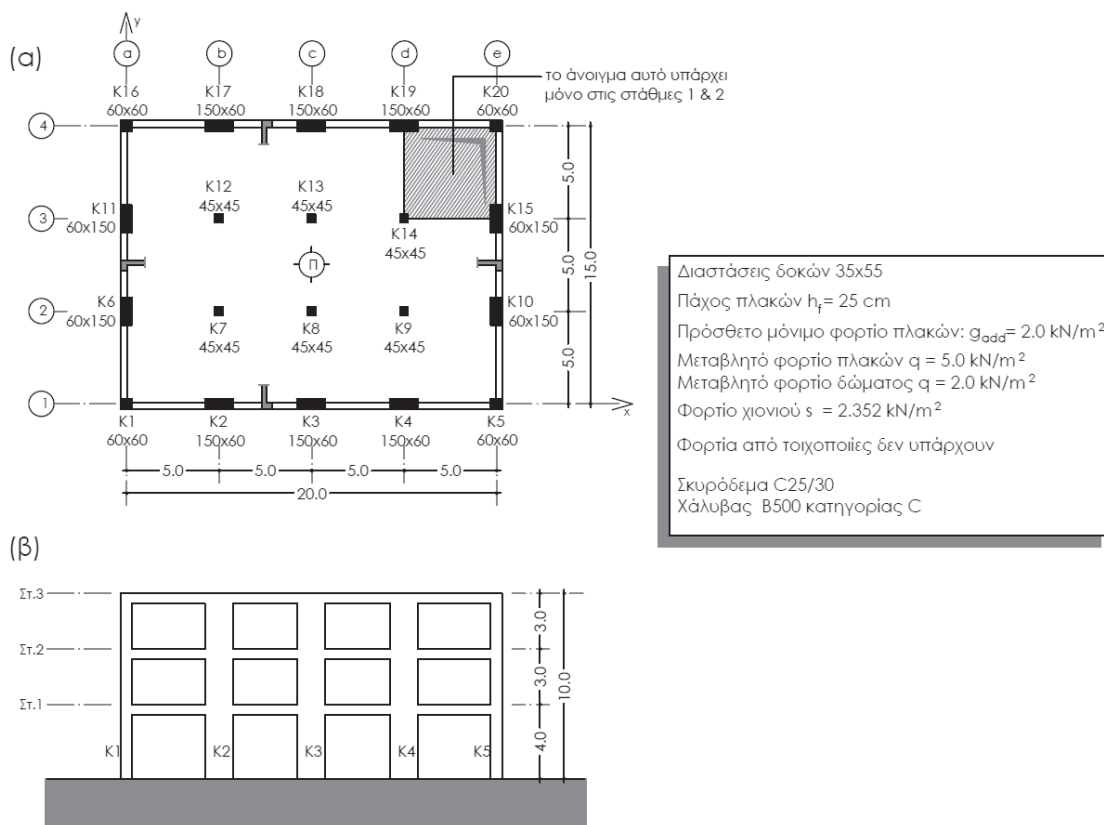 (α)
y
a b c d e
K16 K17 K18 K19 K20
60x60 150x60 150x60 150x60 60x60
το άνοιγμα αυτό υπάρχει
μόνο στις στάθμες 1 & 2
4
K12 K13
45x45 45x45
K11 K15
60x150 60x150
3
K14
45x45
Π
K6 K10
60x150 60x150
2
K7 K8 K9
45x45 45x45 45x45
1
x
K1 K2 K3 K4 K5
60x60 150x60 150x60 150x60 60x60
5.0 5.0 5.0 5.0
20.0
5.0
5.0
5.0
15.0
Διαστάσεις δοκών 35x55
Πάχος πλακών hf= 25 cm
Πρόσθετο μόνιμο φορτίο πλακών: gadd= 2.0 kN/m²
Μεταβλητό φορτίο πλακών q = 5.0 kN/m²
Μεταβλητό φορτίο δώματος q = 2.0 kN/m²
Φορτίο χιονιού s = 2.352 kN/m²
Φορτία από τοιχοποιίες δεν υπάρχουν
Σκυρόδεμα C25/30
Χάλυβας B500 κατηγορίας C
(β)
Στ.3
Στ.2
Στ.1
K1 K2 K3 K4 K5
3.0
3.0
4.0
10.0